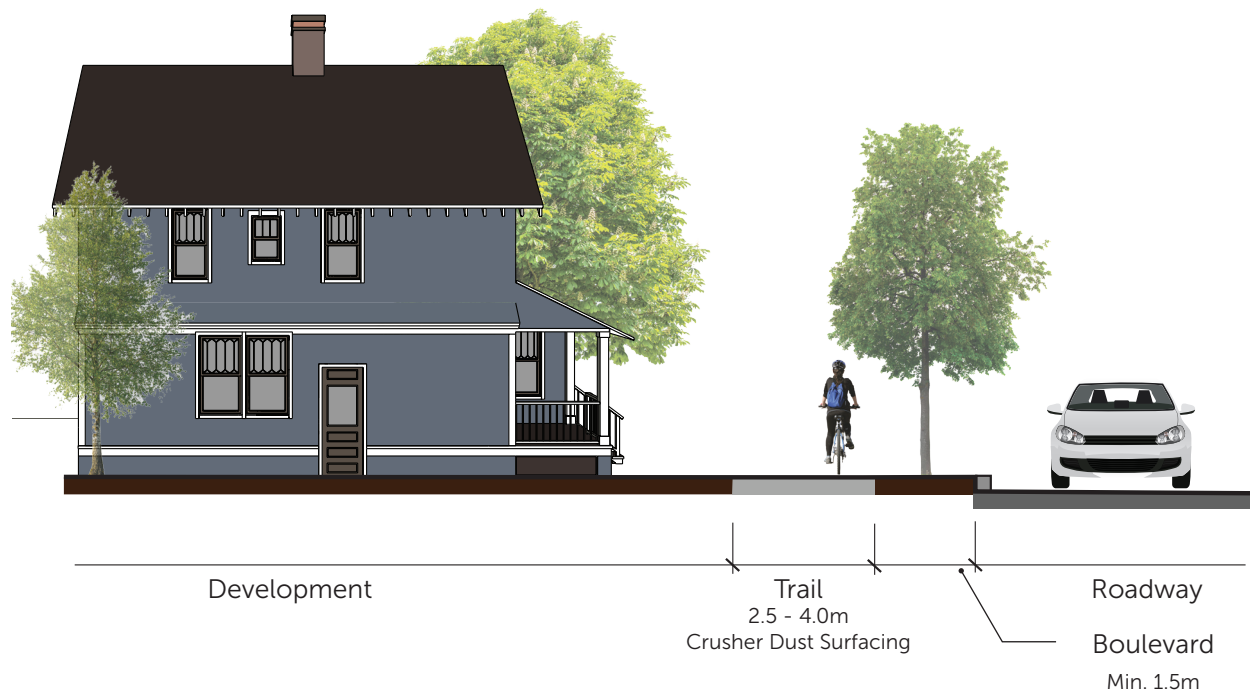 Development
Trail
2.5 - 4.0m
Crusher Dust Surfacing
Roadway
Boulevard
Min. 1.5m